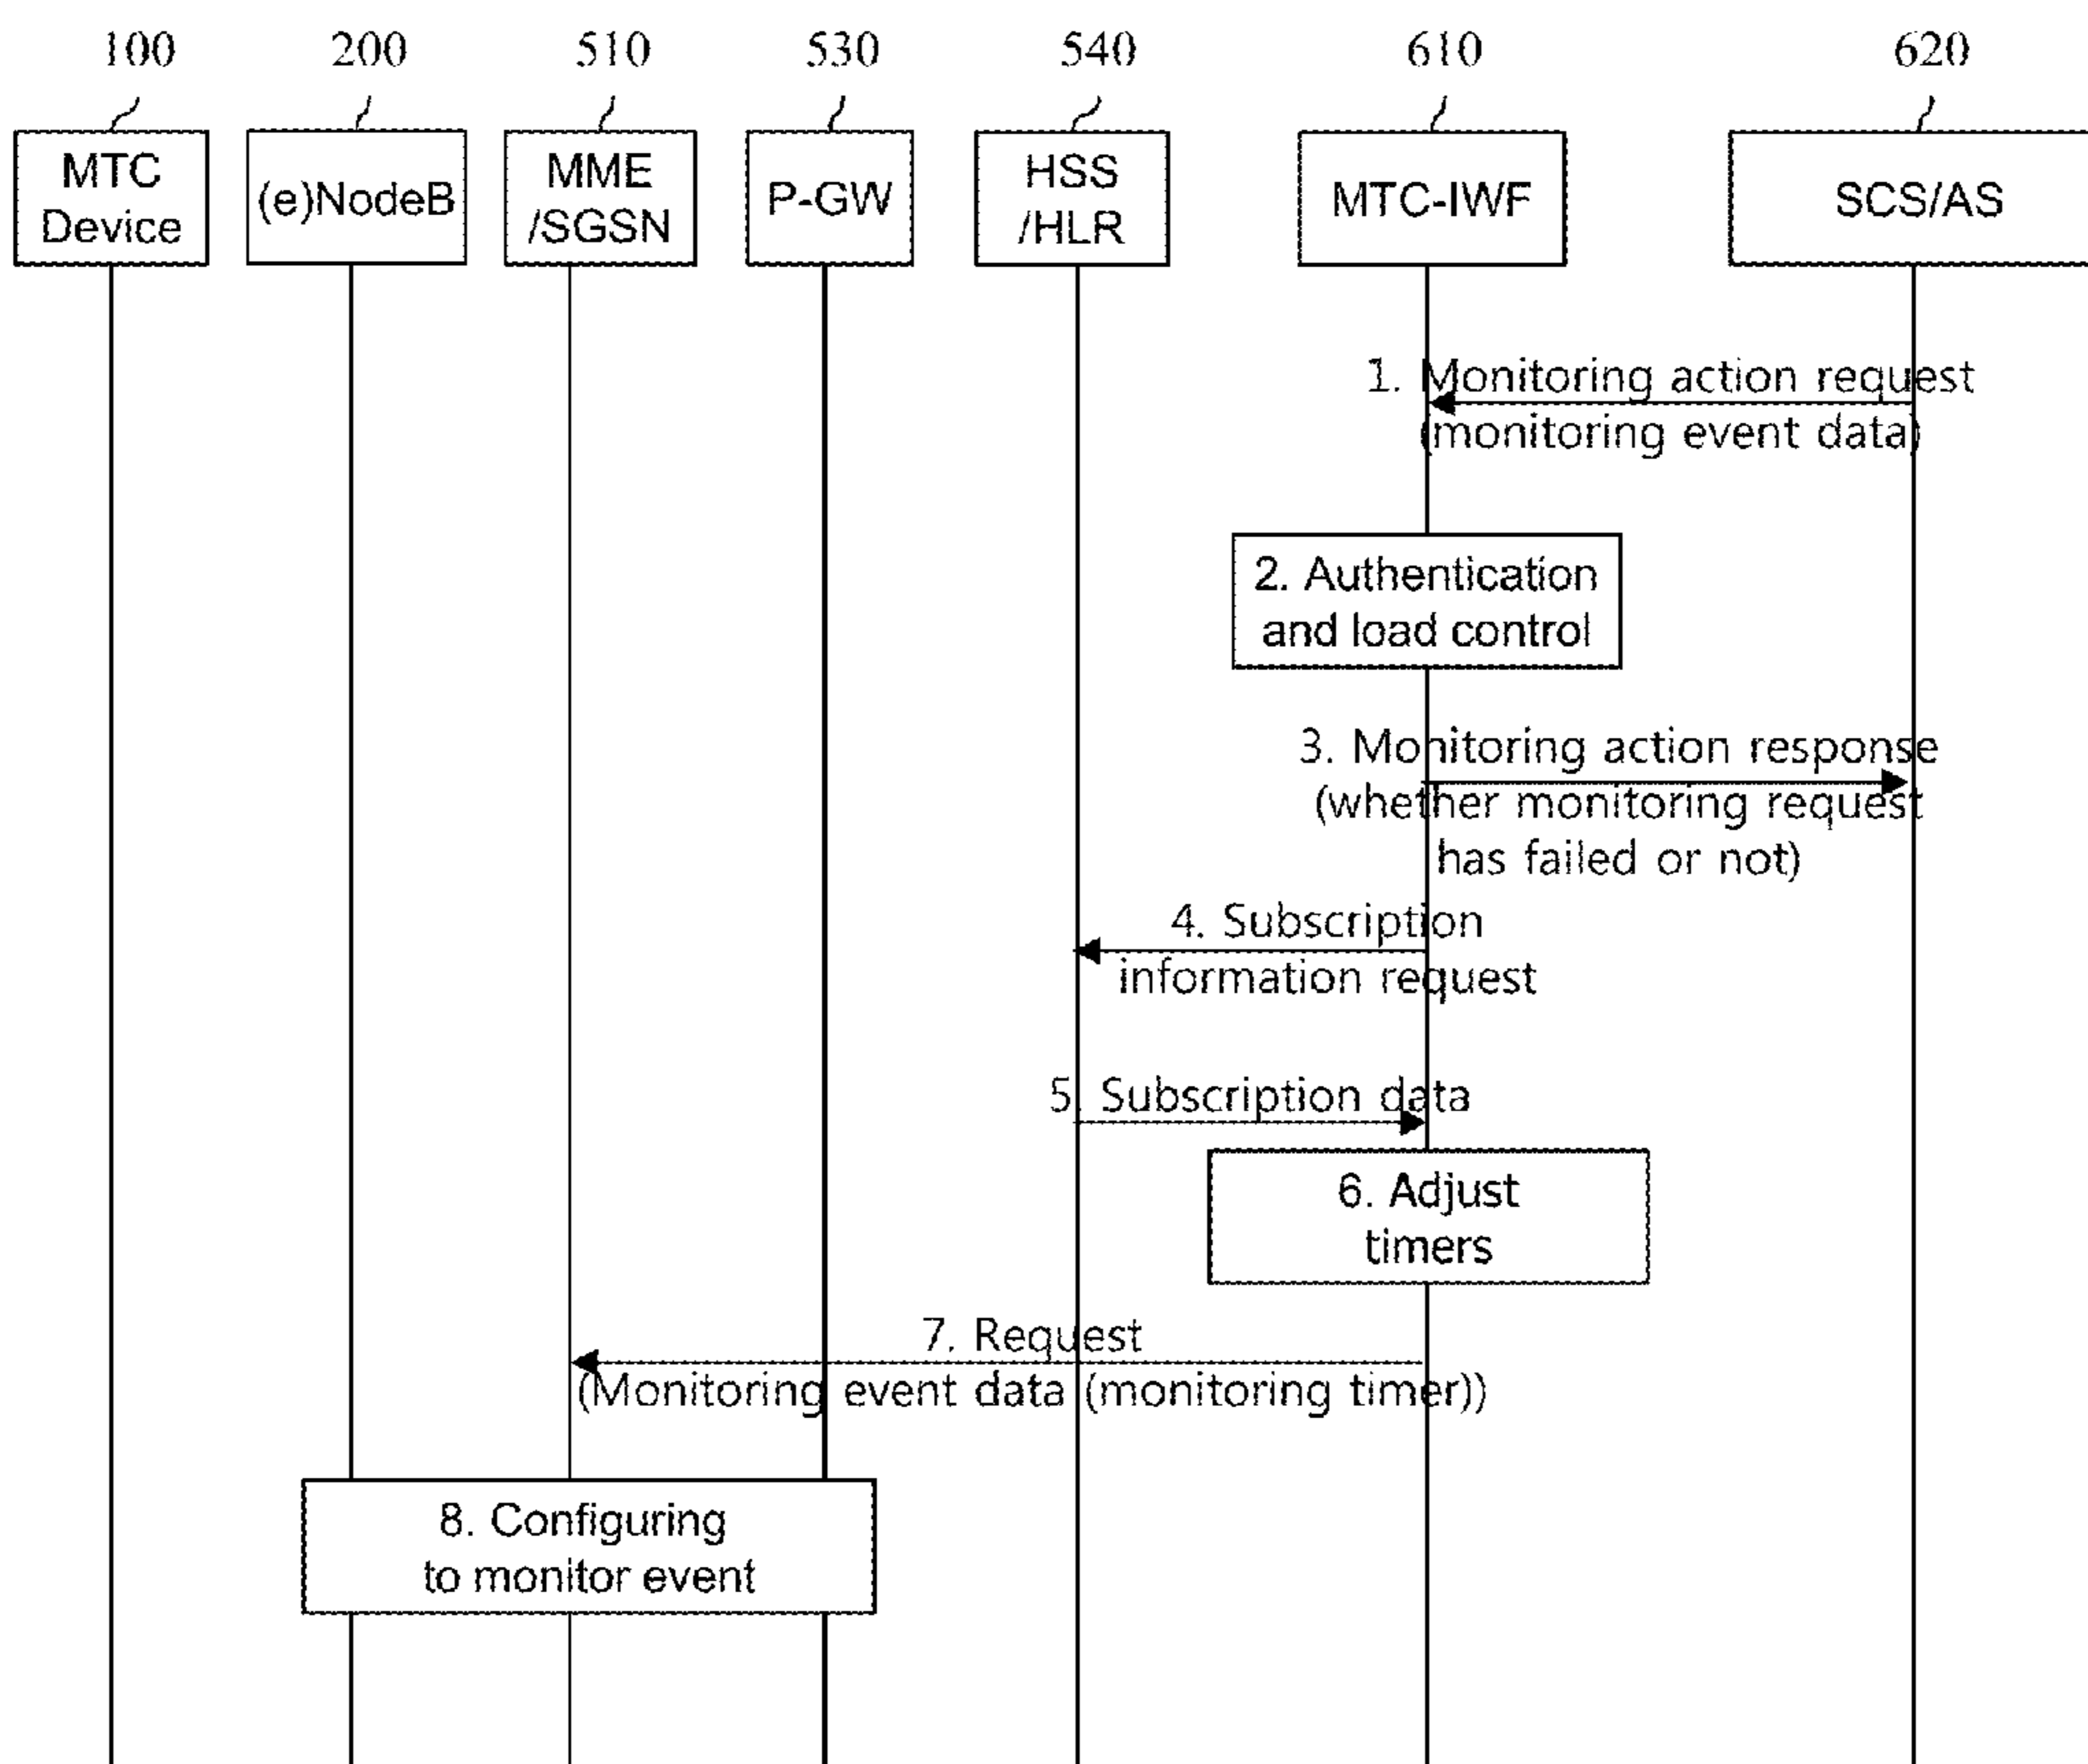 100 200 510 530 540 610 620
MTC
Device
(e)NodeB
MME
/SGSN
P-GW
HSS
/HLR
MTC-IWF
SCS/AS
1. Monitoring action request
(monitoring event data)
2. Authentication
and load control
3. Monitoring action response
(whether monitoring request
has failed or not)
4. Subscription
information request
5. Subscription data
6. Adjust
timers
7. Request
(Monitoring event data (monitoring timer))
8. Configuring
to monitor event